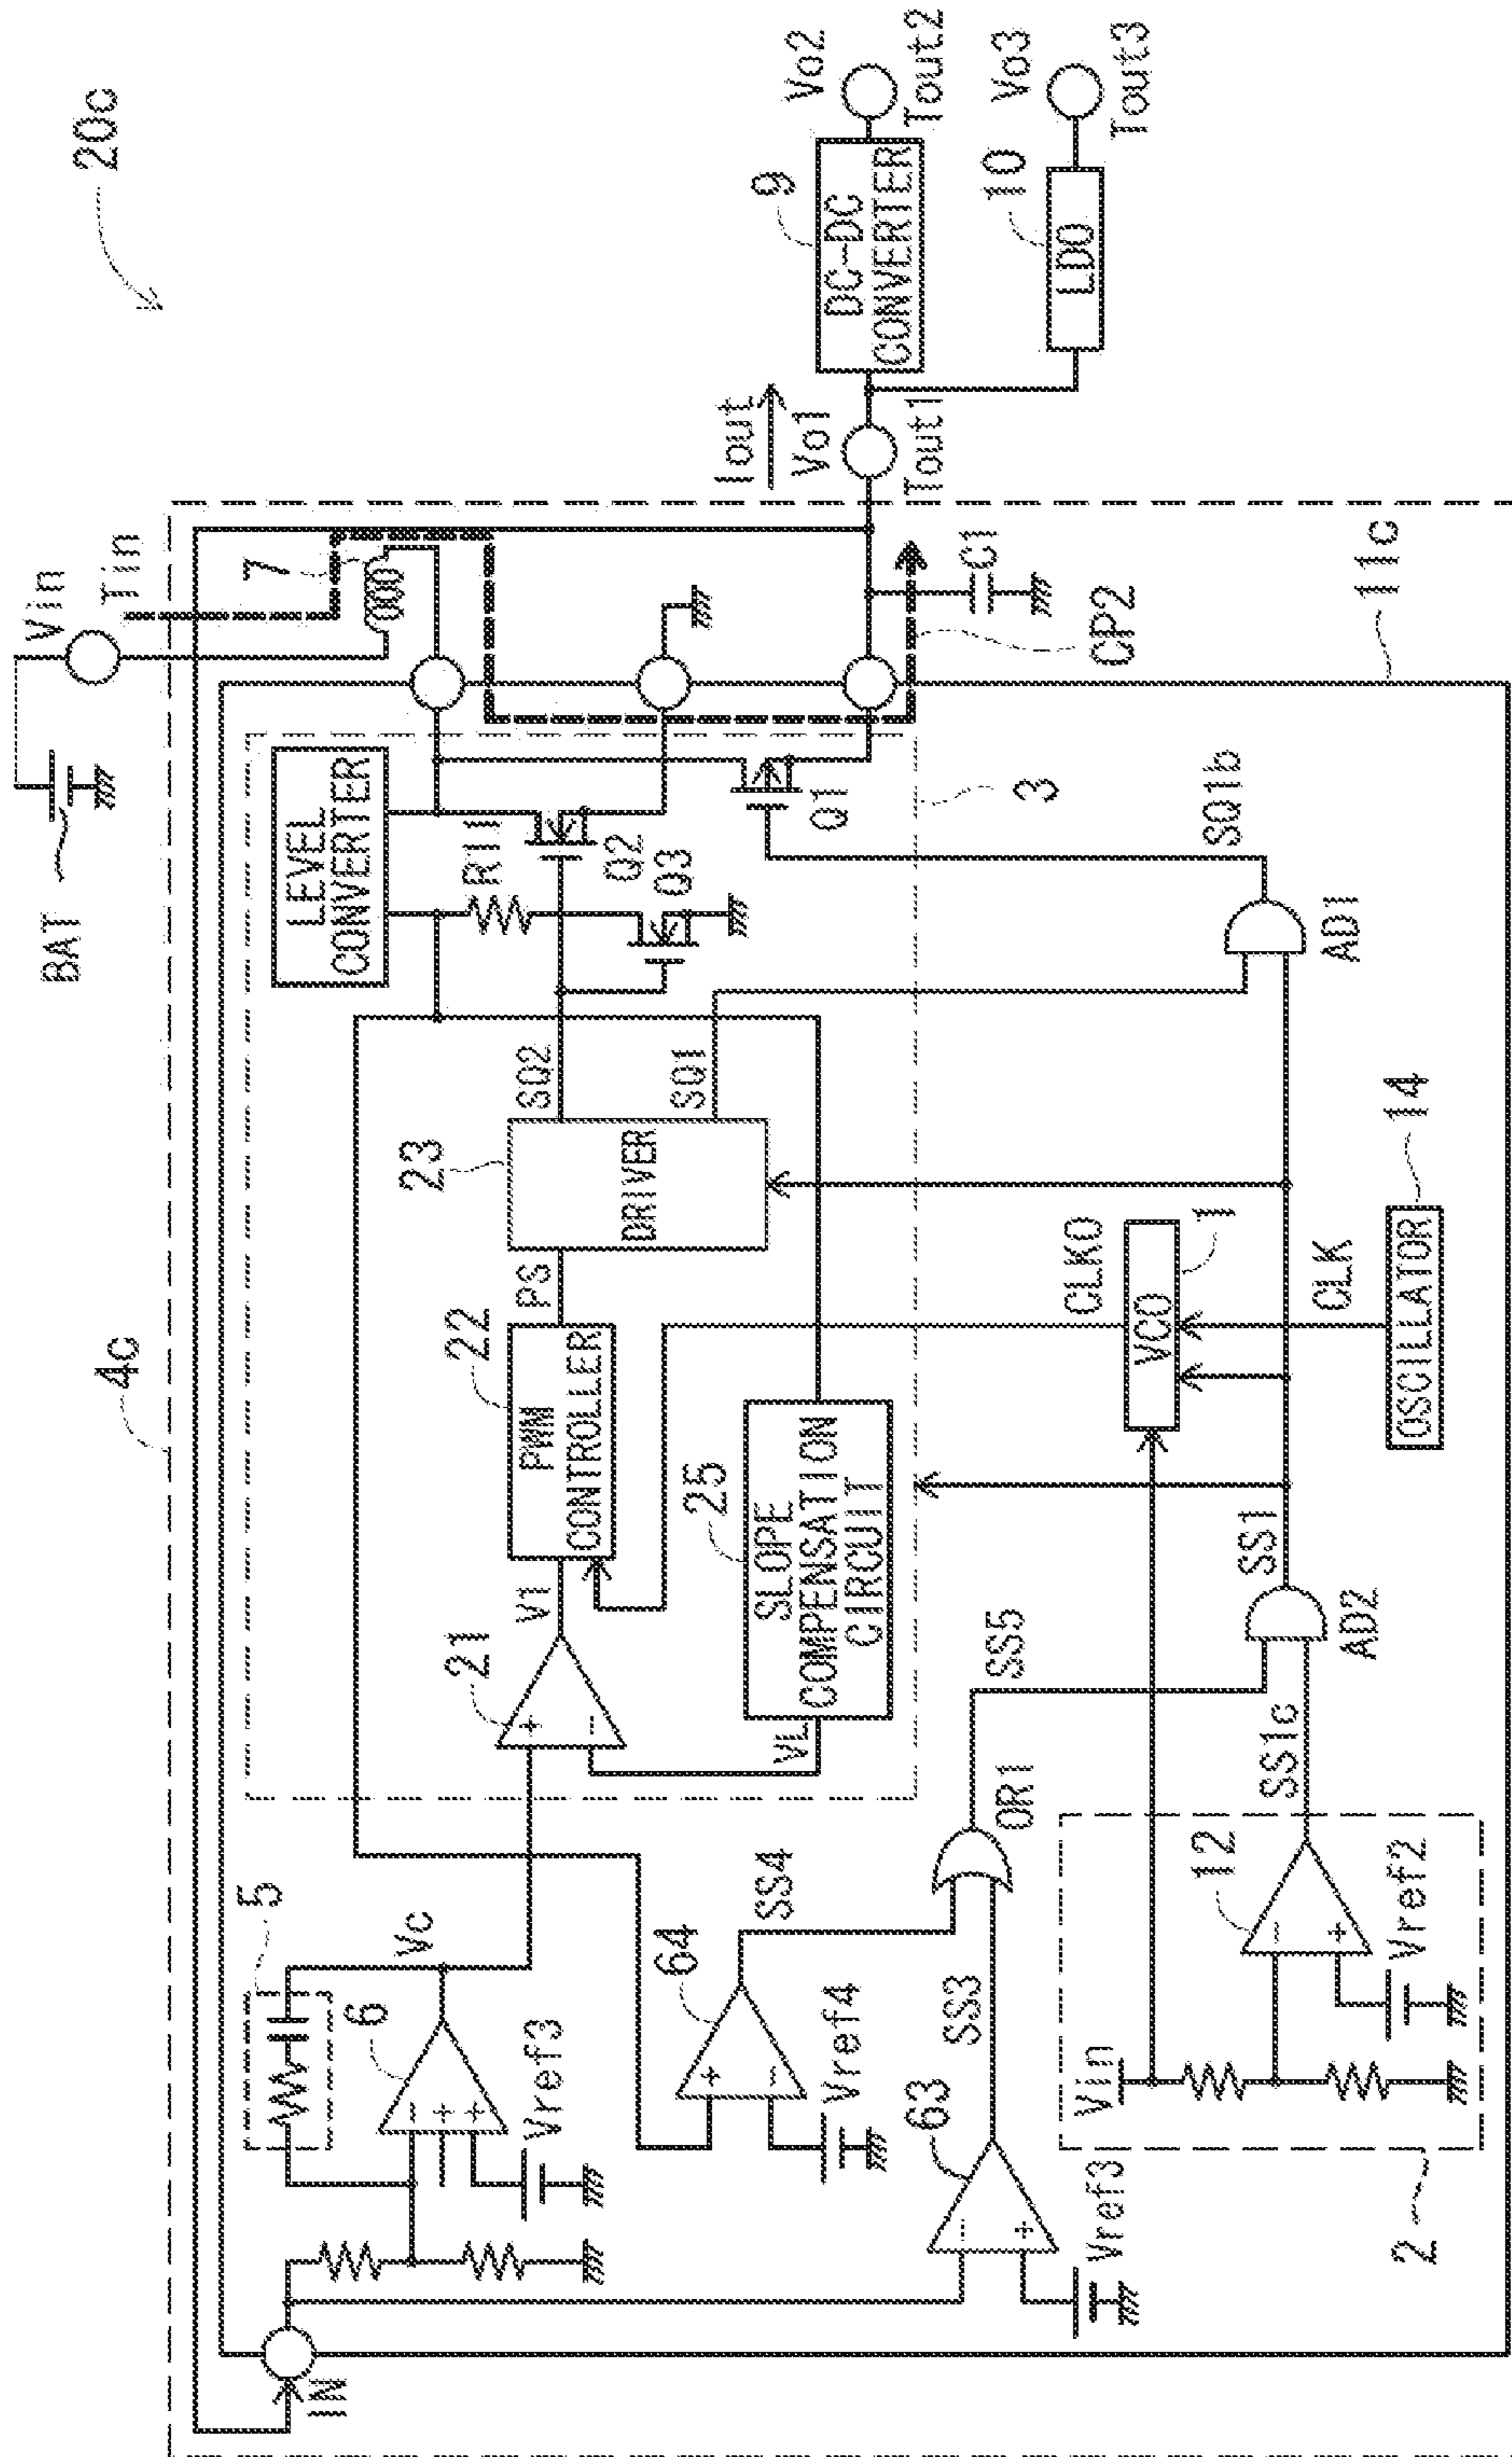 20c
4c
BAT
Vin
Tin
7
LEVEL
CONVERTER
R11
Q2
Q3
Q1
5
6
Vc
Vref3
IN
21
V1
22
PWM
CONTROLLER
PS
23
DRIVER
SQ2
SQ1
25
SLOPE
COMPENSATION
CIRCUIT
VL
3
64
SS4
Vref4
63
SS3
Vref3
OR1
SS5
2
Vin
12
Vref2
SS1c
AD2
SS1
VCO
1
CLK0
CLK
OSCILLATOR
14
AD1
SQ1b
11c
CP2
C1
Iout
Vo1
Tout1
9
DC-DC
CONVERTER
Vo2
Tout2
10
LDO
Vo3
Tout3